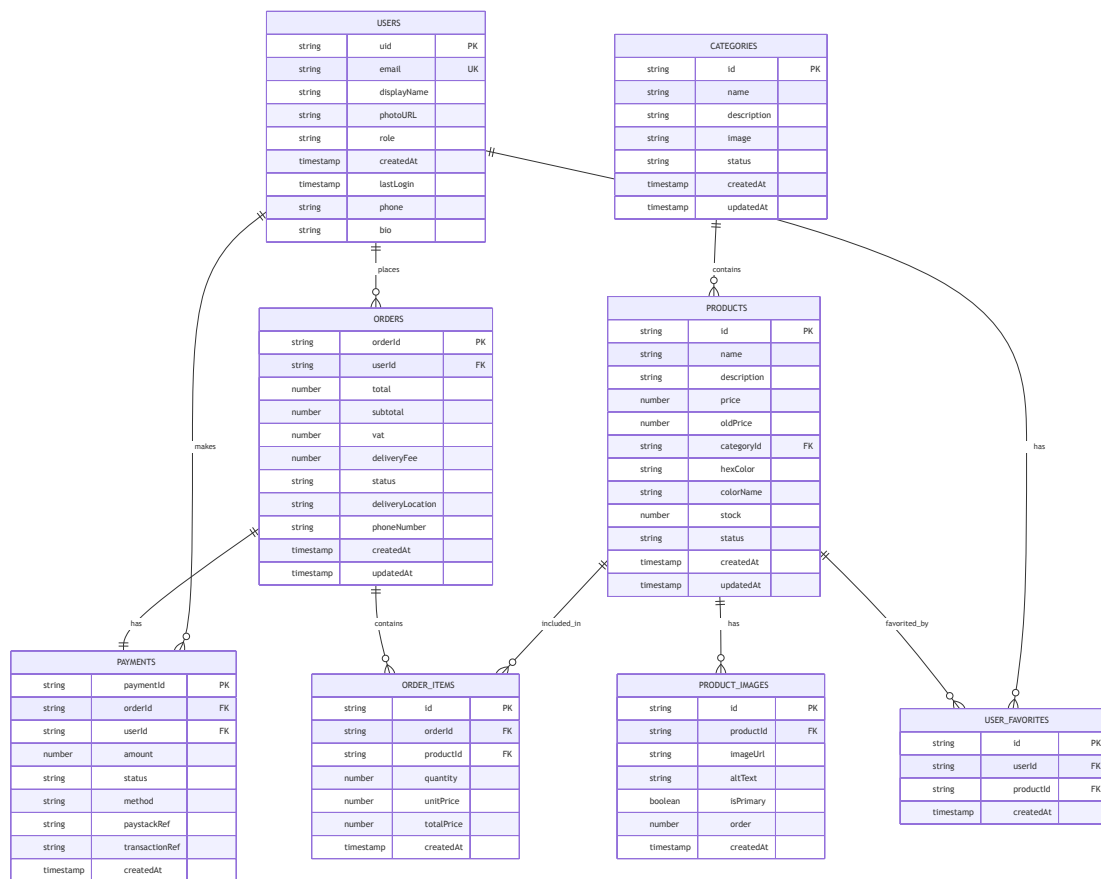 USERS
string uid PK
string email UK
string displayName
string photoURL
string role
timestamp createdAt
timestamp lastLogin
string phone
string bio
CATEGORIES
string id PK
string name
string description
string image
string status
timestamp createdAt
timestamp updatedAt
places
contains
ORDERS
string orderId PK
string userId FK
number total
number subtotal
number vat
number deliveryFee
string status
string deliveryLocation
string phoneNumber
timestamp createdAt
timestamp updatedAt
PRODUCTS
string id PK
string name
string description
number price
number oldPrice
string categoryId FK
string hexColor
string colorName
number stock
string status
timestamp createdAt
timestamp updatedAt
makes
has
has
contains
included_in
has
favorited_by
PAYMENTS
string paymentId PK
string orderId FK
string userId FK
number amount
string status
string method
string paystackRef
string transactionRef
timestamp createdAt
ORDER_ITEMS
string id PK
string orderId FK
string productId FK
number quantity
number unitPrice
number totalPrice
timestamp createdAt
PRODUCT_IMAGES
string id PK
string productId FK
string imageUrl
string altText
boolean isPrimary
number order
timestamp createdAt
USER_FAVORITES
string id PK
string userId FK
string productId FK
timestamp createdAt